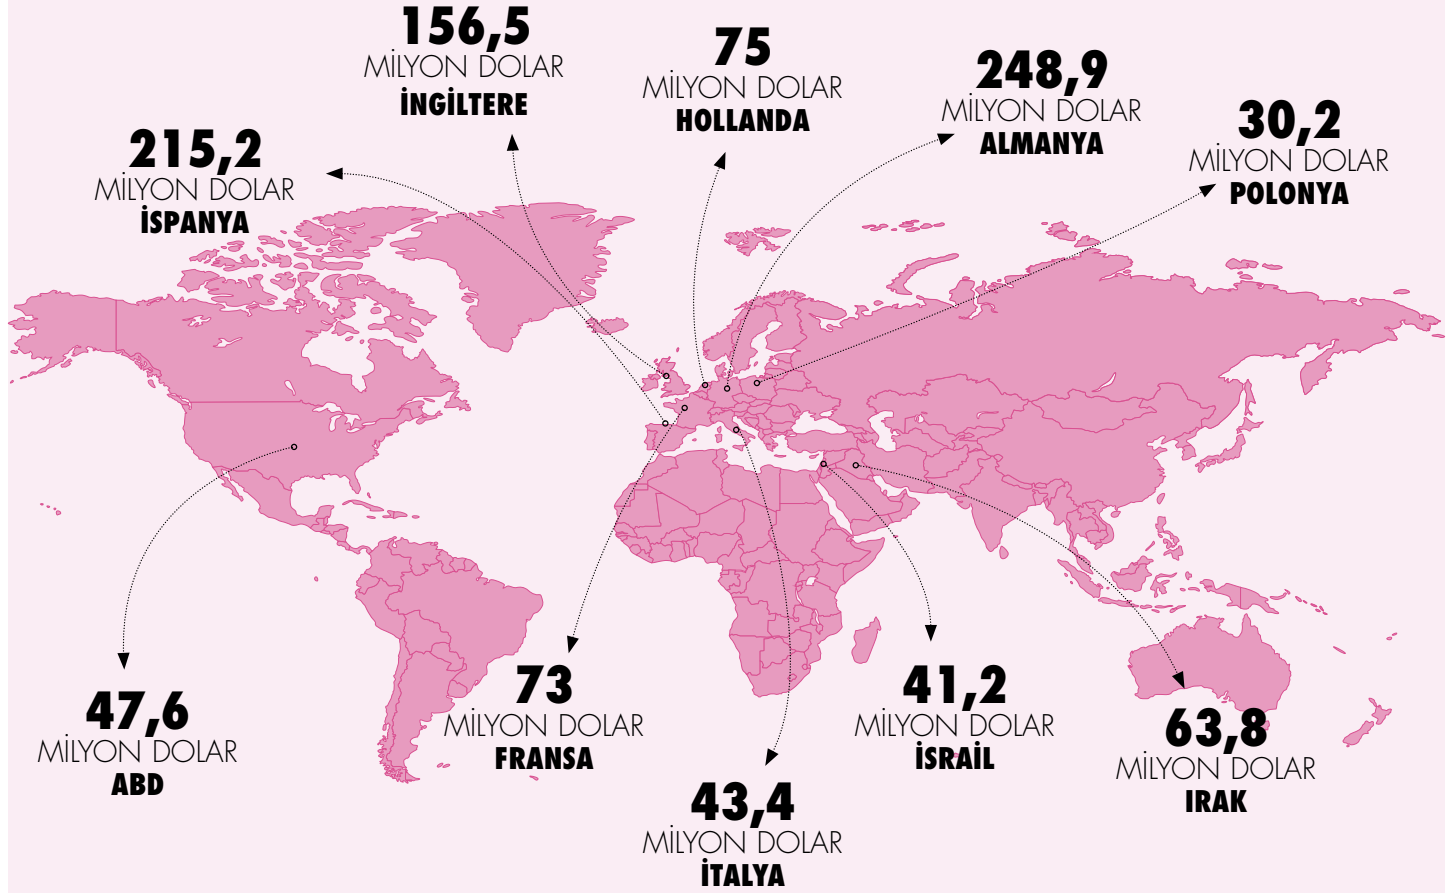 156,5
MİLYON DOLAR
İNGİLTERE
75
MİLYON DOLAR
HOLLANDA
248,9
MİLYON DOLAR
ALMANYA
30,2
MİLYON DOLAR
POLONYA
215,2
MİLYON DOLAR
İSPANYA
47,6
MİLYON DOLAR
ABD
73
MİLYON DOLAR
FRANSA
43,4
MİLYON DOLAR
İTALYA
41,2
MİLYON DOLAR
İSRAİL
63,8
MİLYON DOLAR
IRAK